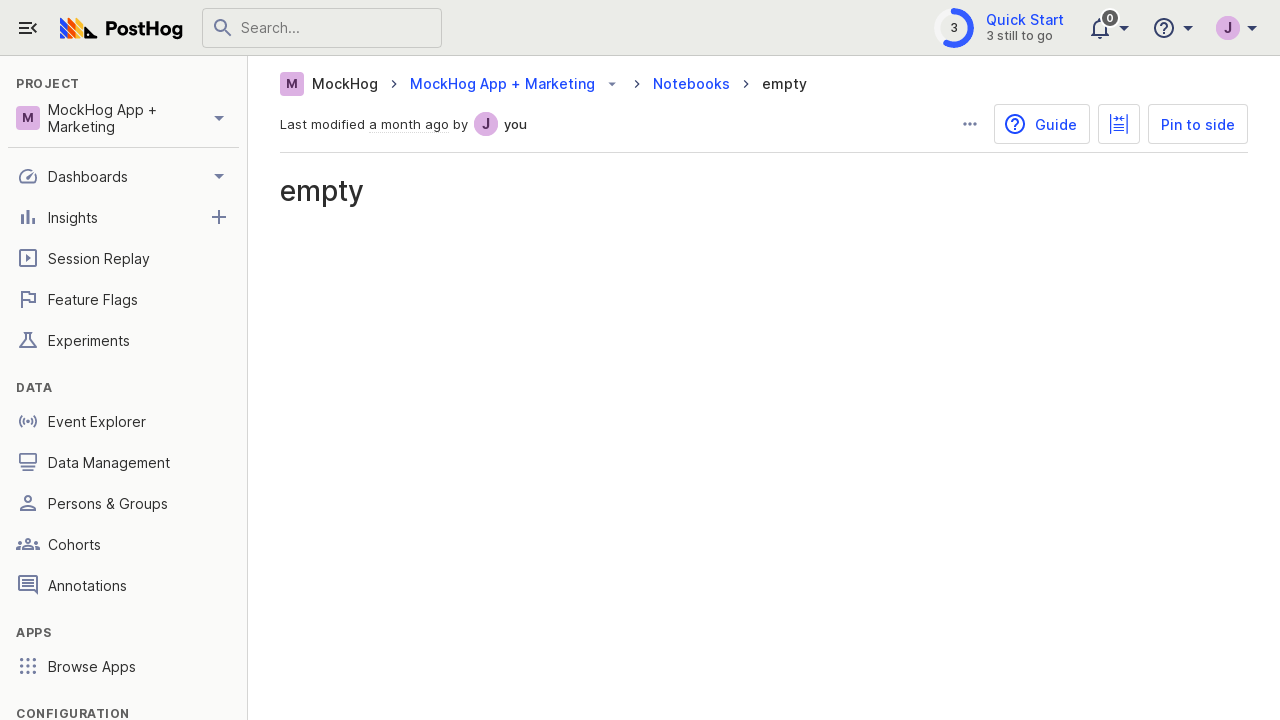 PostHog
Search...
3
Quick Start
3 still to go
0
J
PROJECT
M
MockHog App +
Marketing
Dashboards
Insights
Session Replay
Feature Flags
Experiments
DATA
Event Explorer
Data Management
Persons & Groups
Cohorts
Annotations
APPS
Browse Apps
CONFIGURATION
M MockHog MockHog App + Marketing Notebooks empty
Last modified a month ago by J you
Guide
Pin to side
empty